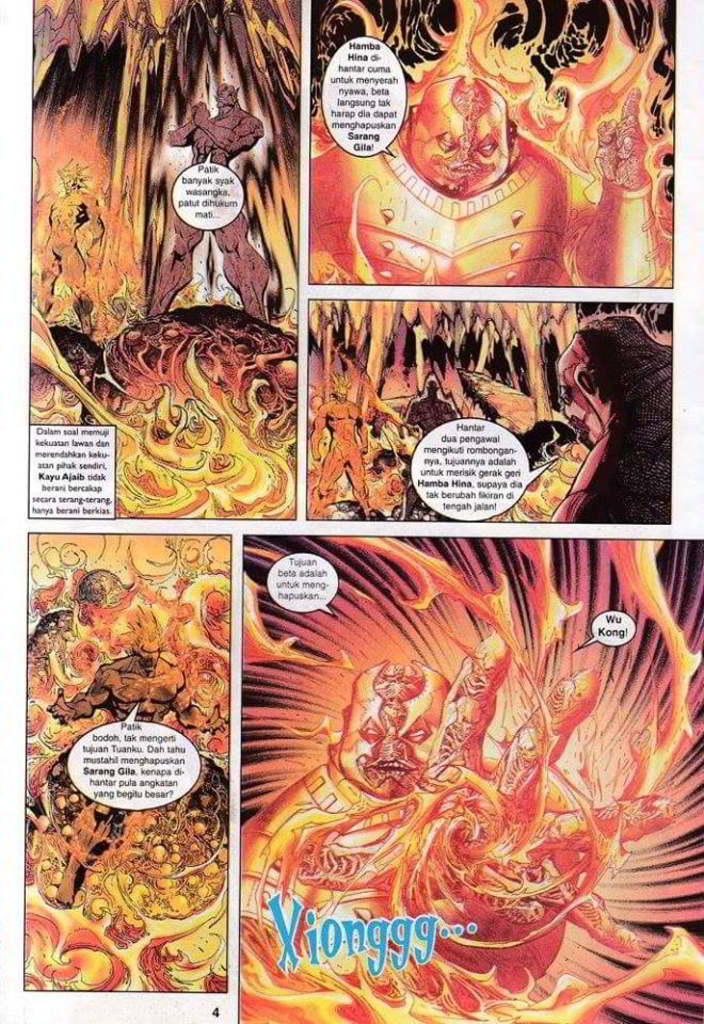 Patik
banyak syak
wasangka,
patut dihukum
mati...
Dalam soal memuji
kekuatan lawan dan
merendahkan keku-
atan pihak sendiri,
Kayu Ajaib tidak
berani bercakap
secara terang-terang,
hanya berani berkias.
Hamba
Hina di-
hantar cuma
untuk menyerah
nyawa, beta
langsung tak
harap dia dapat
menghapuskan
Sarang
Gila!
Hantar
dua pengawal
mengikuti rombongan-
nya, tujuannya adalah
untuk merisik gerak geri
Hamba Hina, supaya dia
tak berubah fikiran di
tengah jalan!
Patik
bodoh, tak mengerti
tujuan Tuanku. Dah tahu
mustahil menghapuskan
Sarang Gila, kenapa di-
hantar pula angkatan
yang begitu besar?
Tujuan
beta adalah
untuk meng-
hapuskan...
Wu
Kong!
Xionggg...
4